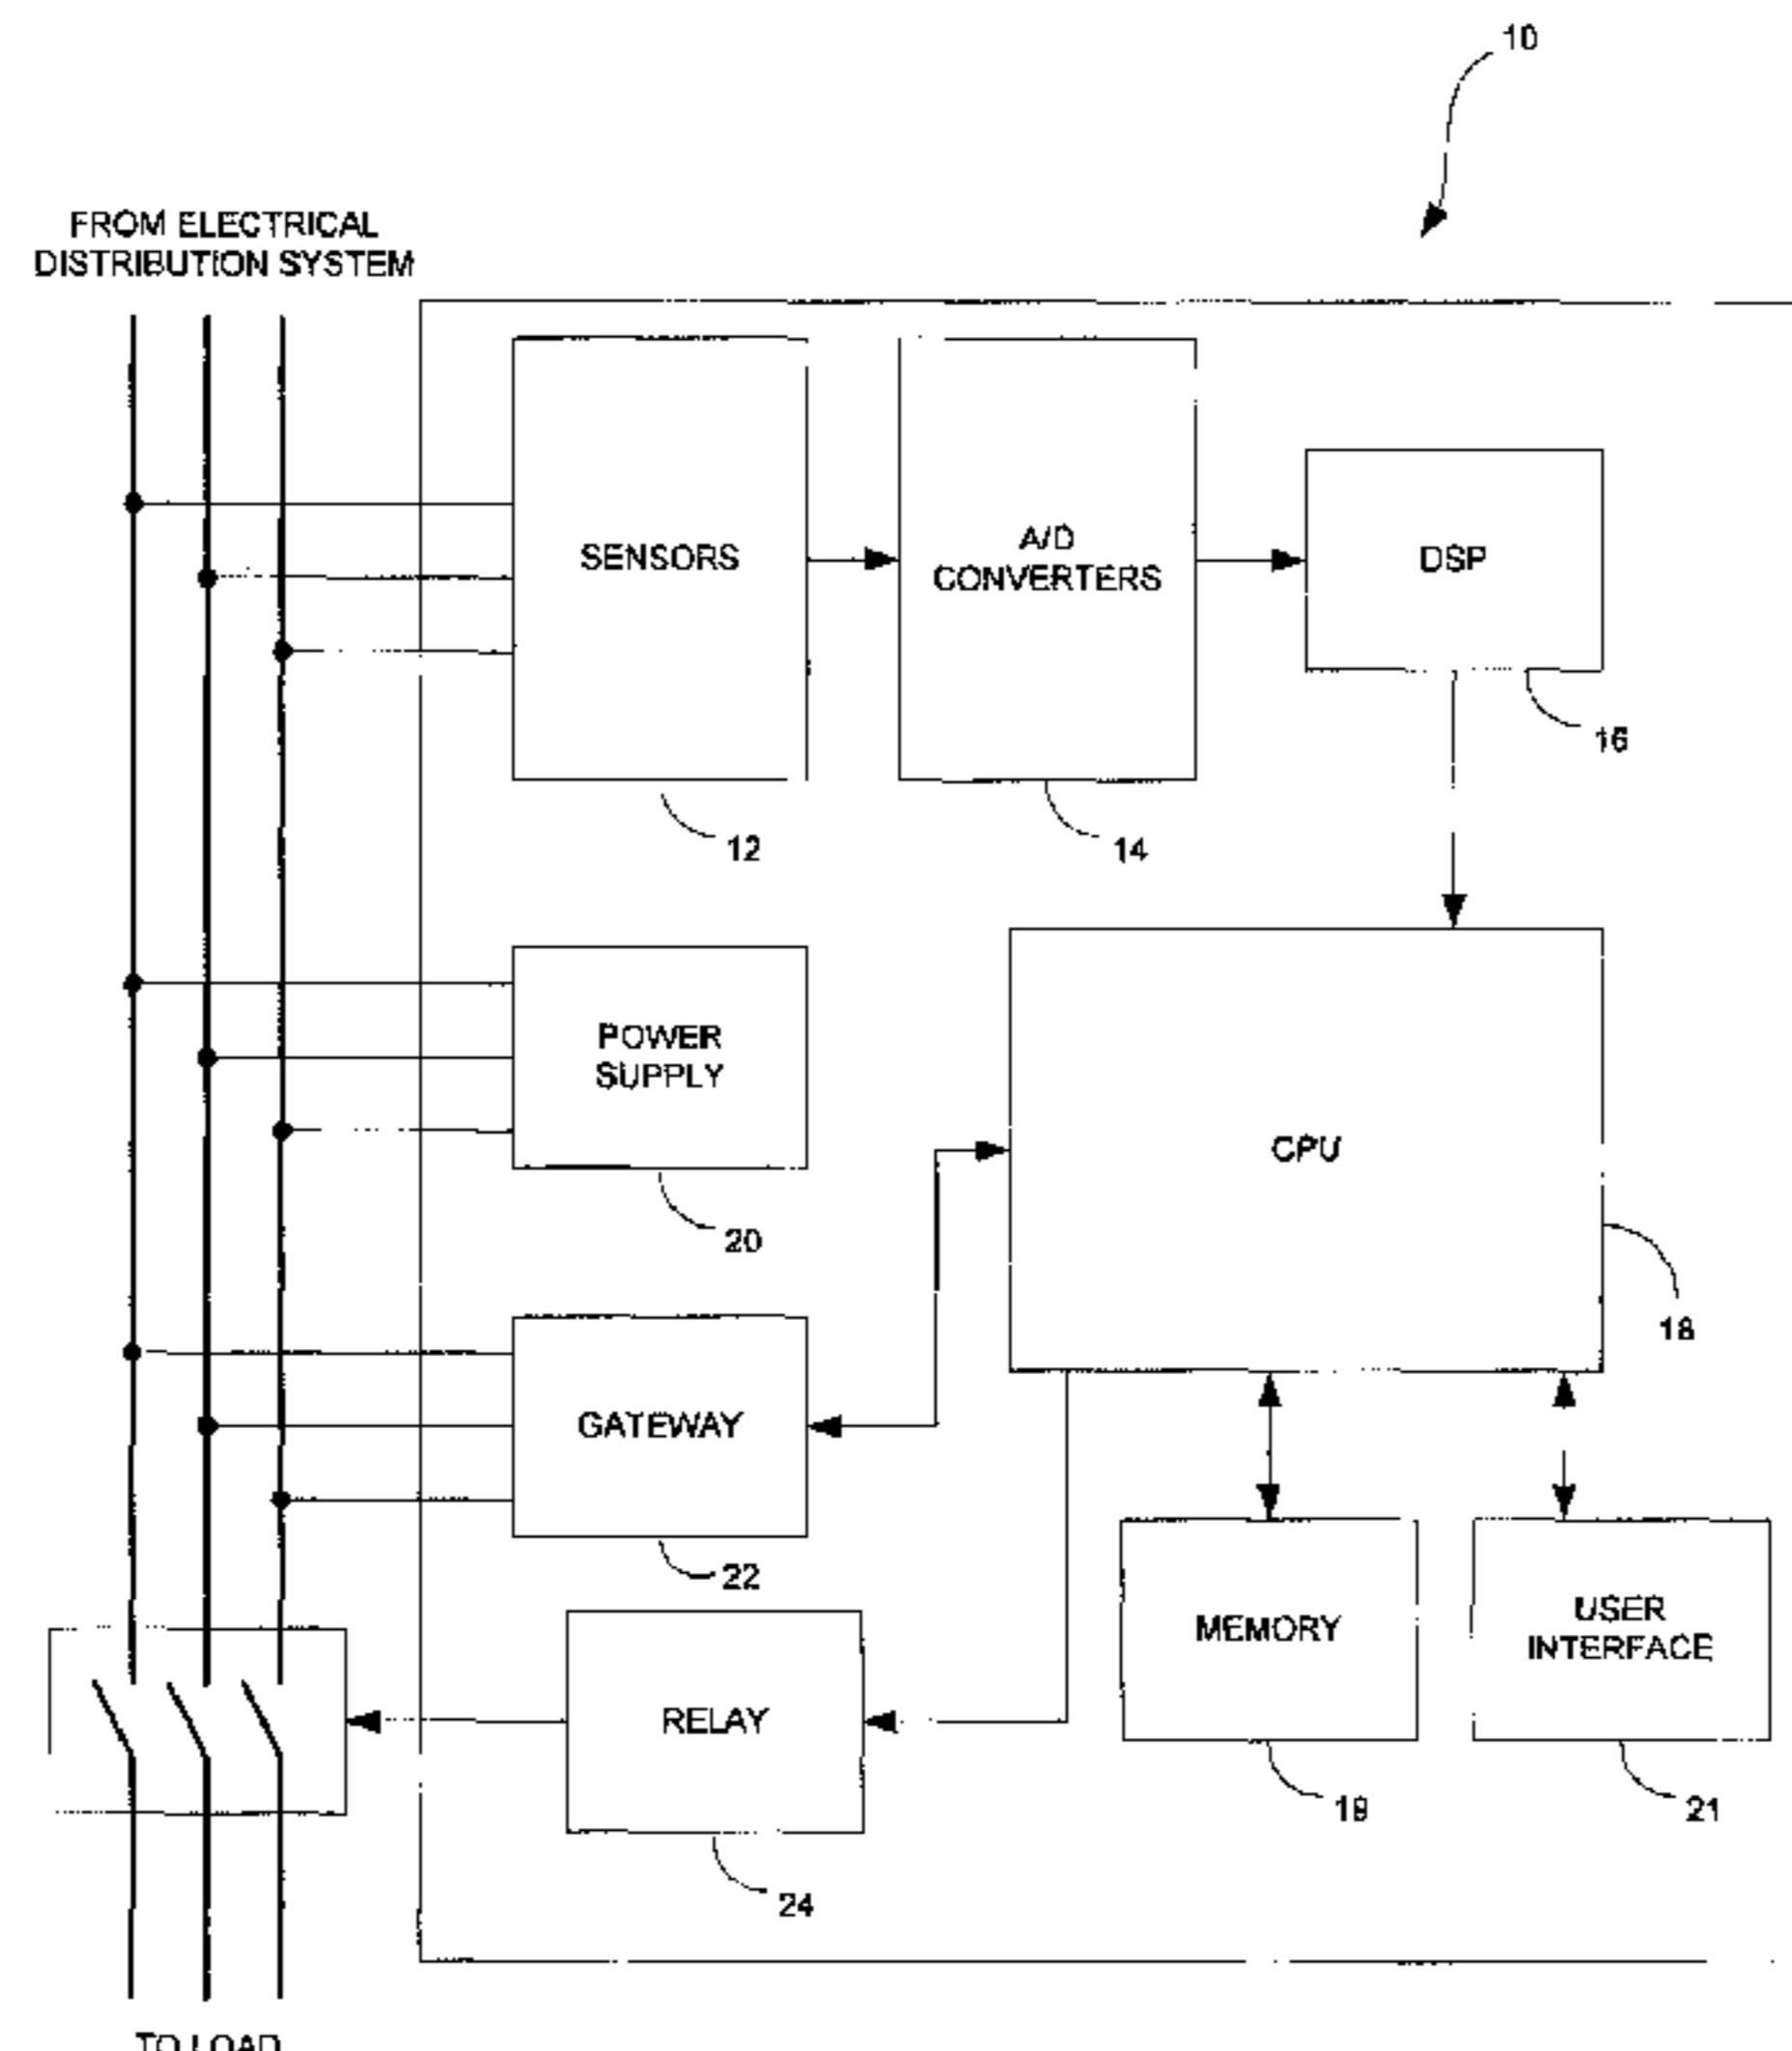 10
FROM ELECTRICAL
DISTRIBUTION SYSTEM
SENSORS
A/D
CONVERTERS
DSP
16
12
14
POWER
SUPPLY
CPU
20
18
GATEWAY
22
MEMORY
USER
INTERFACE
RELAY
19
21
24
TO LOAD